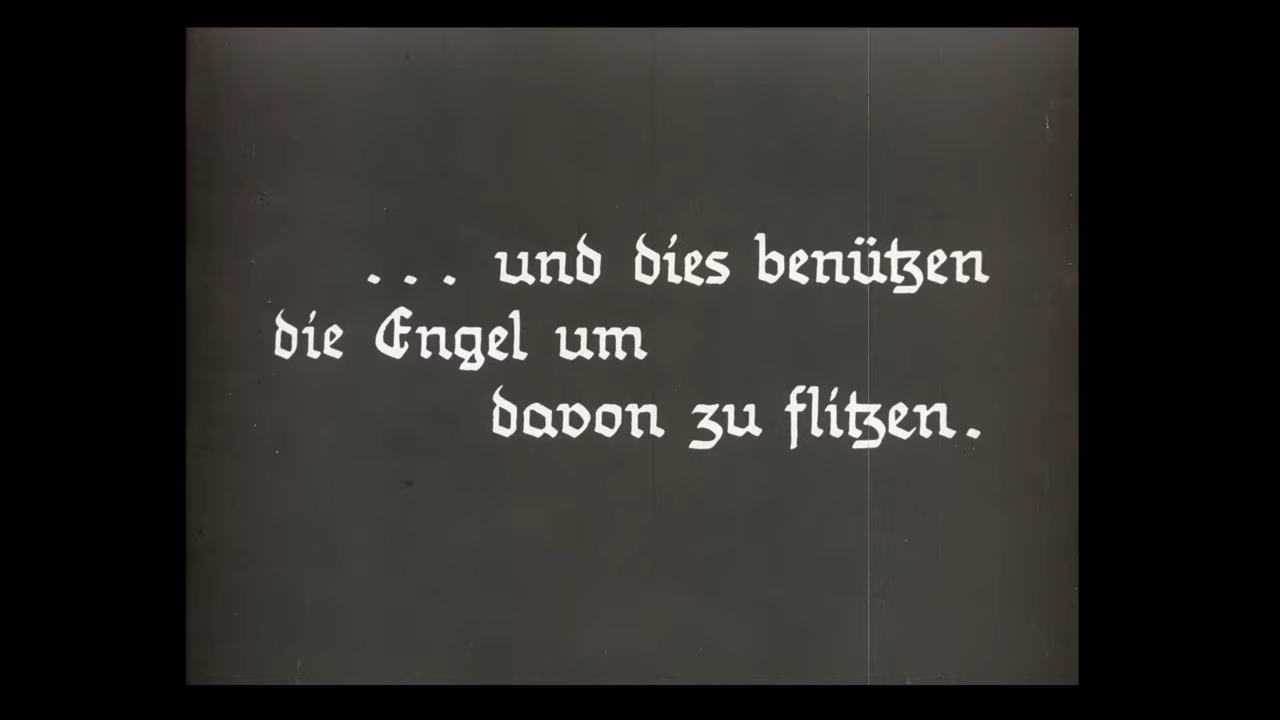 . . . und dies benützen
die Engel um
davon zu flitzen.